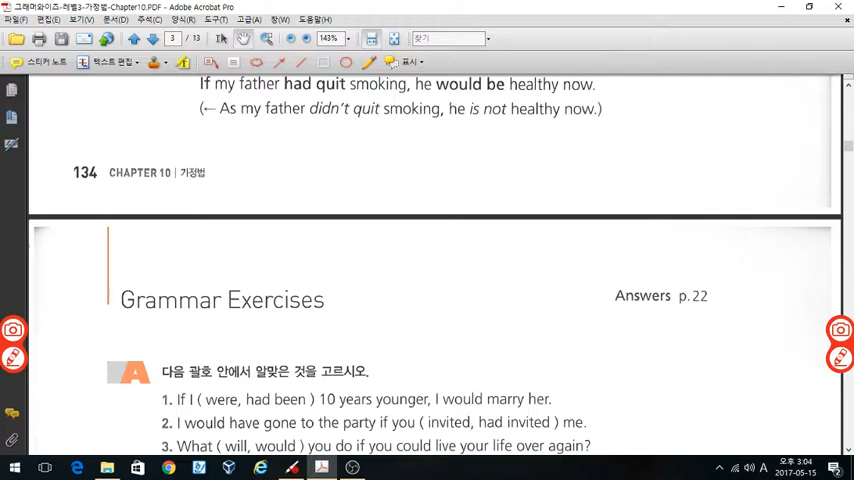 그래머와이즈-레벨3-가정법-Chapter10.PDF - Adobe Acrobat Pro
파일(F) 편집(E) 보기(V) 문서(D) 주석(C) 양식(R) 도구(T) 고급(A) 창(W) 도움말(H)
3 / 13 143% 찾기
스티커 노트 텍스트 편집 표시
If my father had quit smoking, he would be healthy now.
(← As my father didn't quit smoking, he is not healthy now.)
134 CHAPTER 10 | 가정법
Grammar Exercises
Answers p.22
A 다음 괄호 안에서 알맞은 것을 고르시오.
1. If I ( were, had been ) 10 years younger, I would marry her.
2. I would have gone to the party if you ( invited, had invited ) me.
3. What ( will, would ) you do if you could live your life over again?
A 오후 3:04
2017-05-15
2